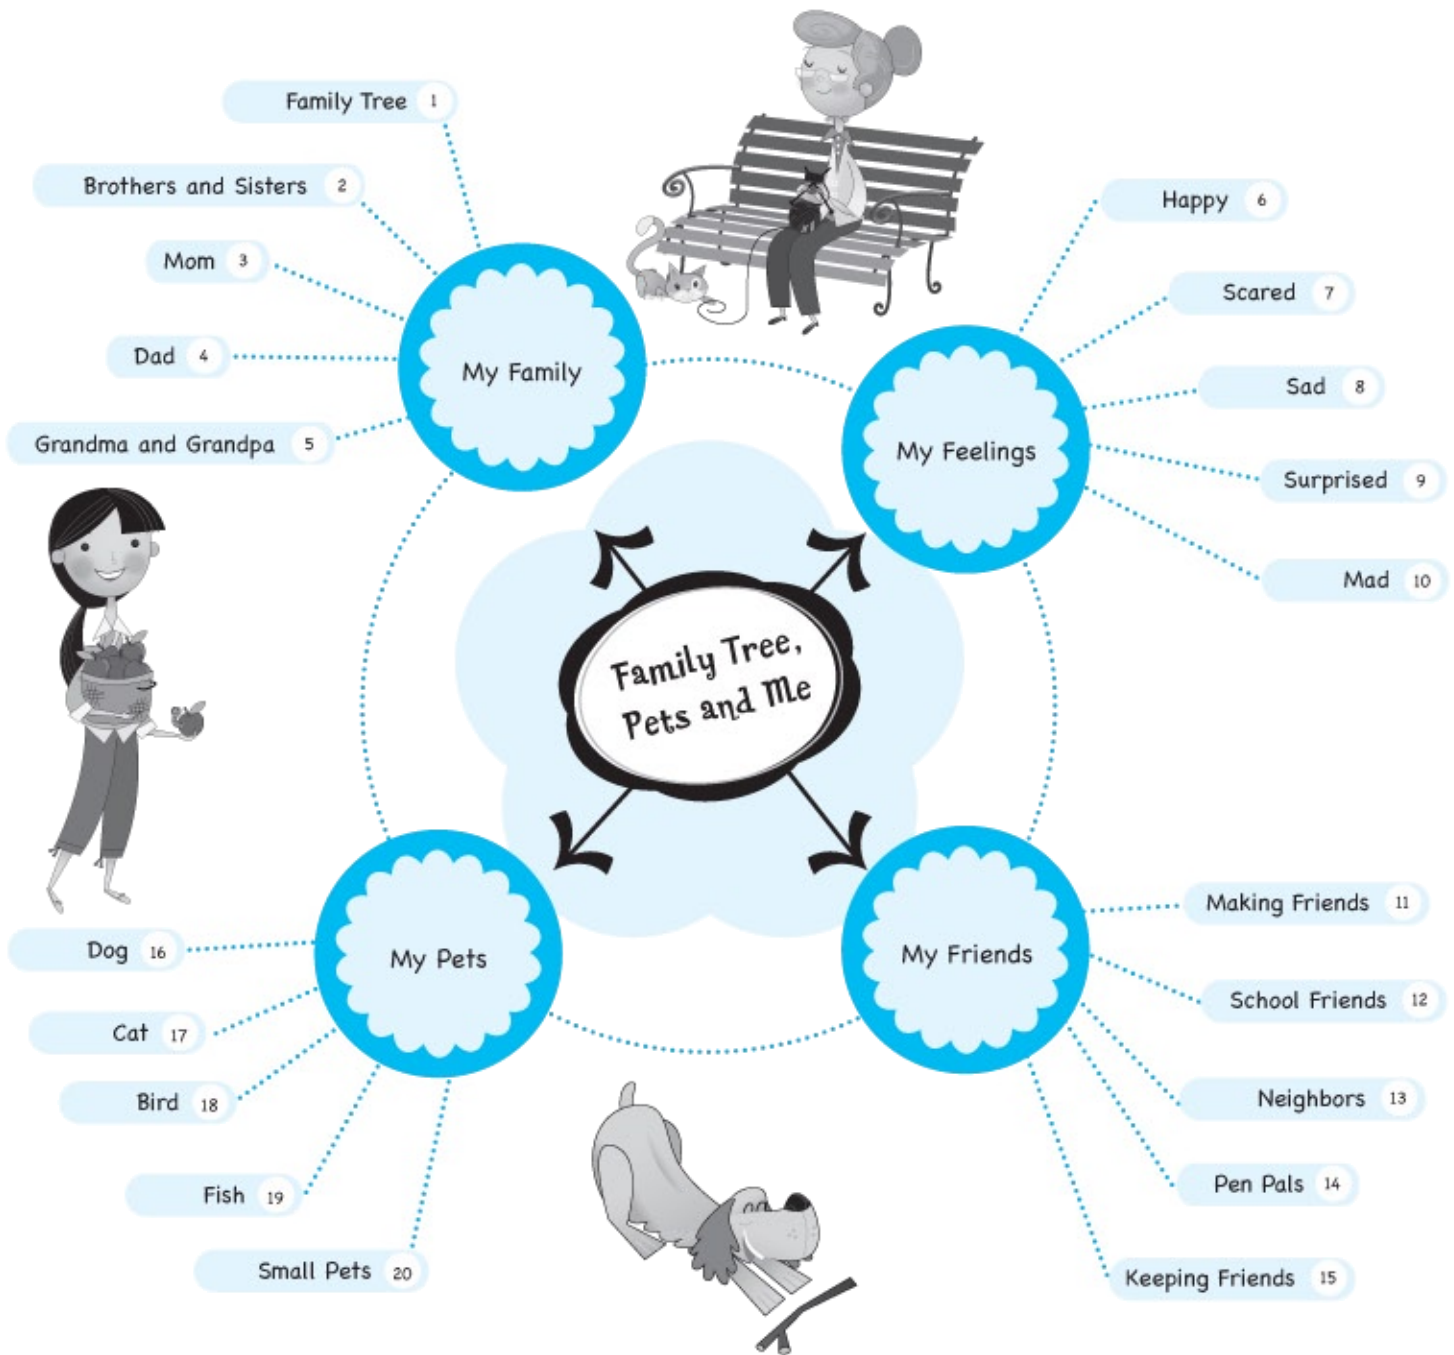 Family Tree 1
Brothers and Sisters 2
Mom 3
Dad 4
Grandma and Grandpa 5
My Family
Happy 6
Scared 7
Sad 8
Surprised 9
Mad 10
My Feelings
Family Tree,
Pets and Me
My Friends
Making Friends 11
School Friends 12
Neighbors 13
Pen Pals 14
Keeping Friends 15
My Pets
Dog 16
Cat 17
Bird 18
Fish 19
Small Pets 20